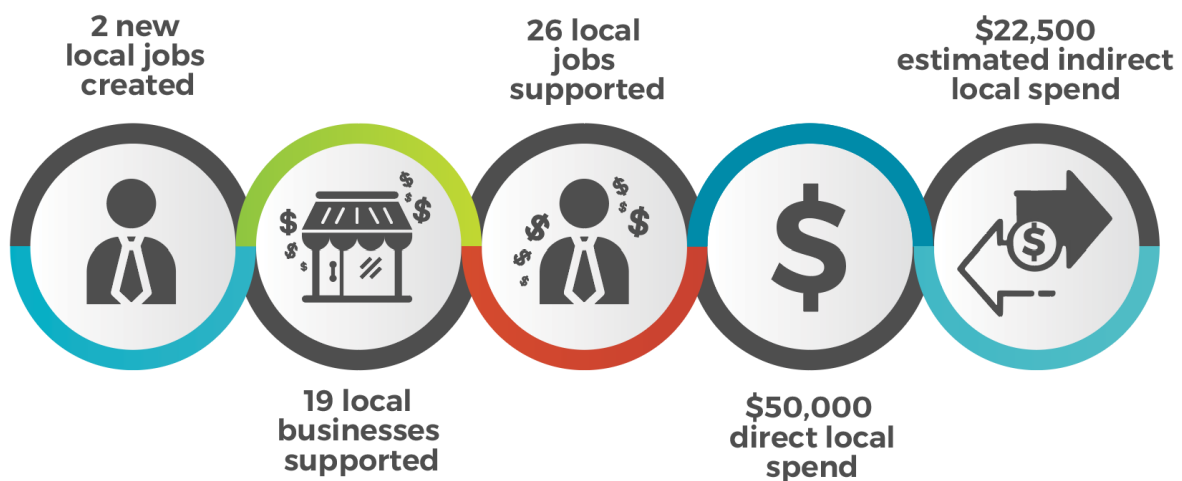 2 new
local jobs
created
19 local
businesses
supported
26 local
jobs
supported
$50,000
direct local
spend
$22,500
estimated indirect
local spend